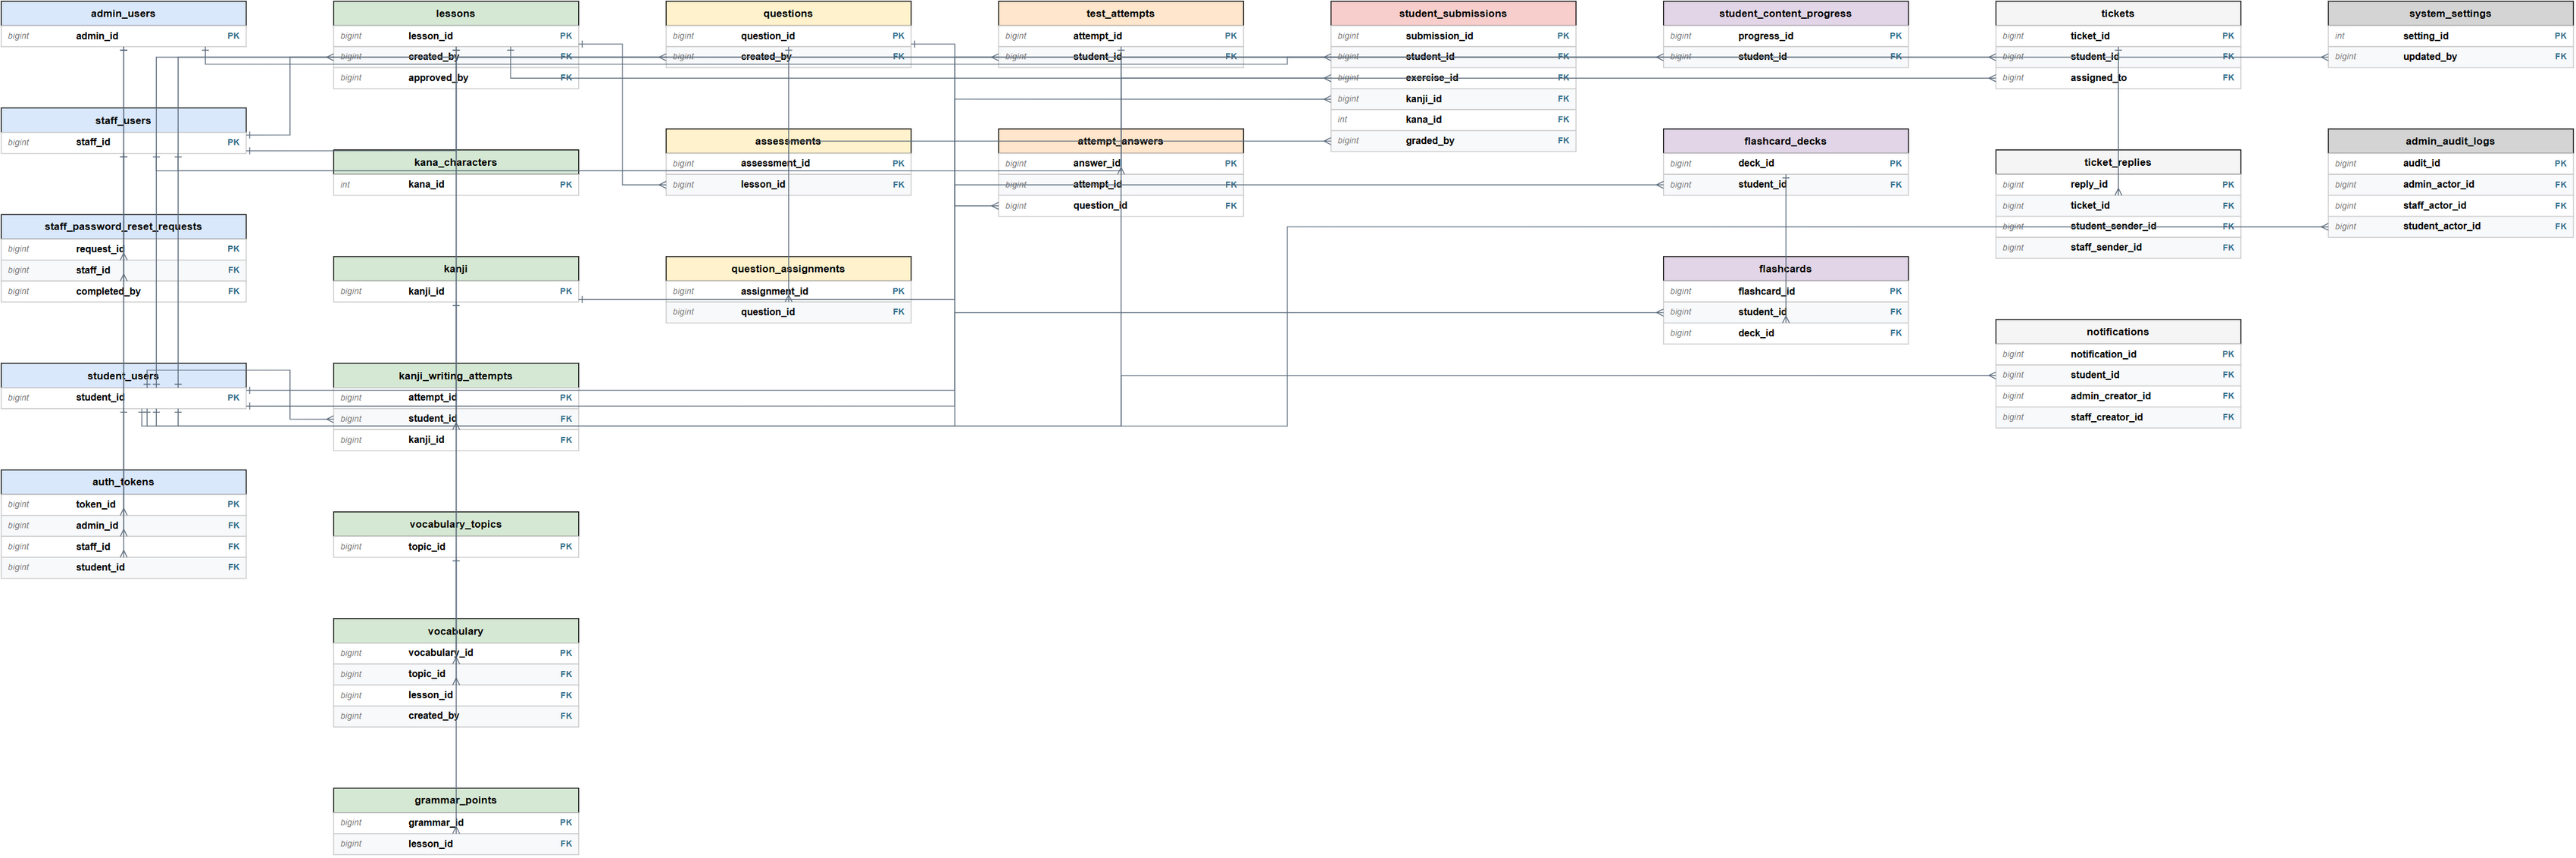 admin_users
bigint admin_id PK
staff_users
bigint staff_id PK
staff_password_reset_requests
bigint request_id PK
bigint staff_id FK
bigint completed_by FK
student_users
bigint student_id PK
auth_tokens
bigint token_id PK
bigint admin_id FK
bigint staff_id FK
bigint student_id FK
lessons
bigint lesson_id PK
bigint created_by FK
bigint approved_by FK
kana_characters
int kana_id PK
kanji
bigint kanji_id PK
kanji_writing_attempts
bigint attempt_id PK
bigint student_id FK
bigint kanji_id FK
vocabulary_topics
bigint topic_id PK
vocabulary
bigint vocabulary_id PK
bigint topic_id FK
bigint lesson_id FK
bigint created_by FK
grammar_points
bigint grammar_id PK
bigint lesson_id FK
questions
bigint question_id PK
bigint created_by FK
assessments
bigint assessment_id PK
bigint lesson_id FK
question_assignments
bigint assignment_id PK
bigint question_id FK
test_attempts
bigint attempt_id PK
bigint student_id FK
attempt_answers
bigint answer_id PK
bigint attempt_id FK
bigint question_id FK
student_submissions
bigint submission_id PK
bigint student_id FK
bigint exercise_id FK
bigint kanji_id FK
int kana_id FK
bigint graded_by FK
student_content_progress
bigint progress_id PK
bigint student_id FK
flashcard_decks
bigint deck_id PK
bigint student_id FK
flashcards
bigint flashcard_id PK
bigint student_id FK
bigint deck_id FK
tickets
bigint ticket_id PK
bigint student_id FK
bigint assigned_to FK
ticket_replies
bigint reply_id PK
bigint ticket_id FK
bigint student_sender_id FK
bigint staff_sender_id FK
notifications
bigint notification_id PK
bigint student_id FK
bigint admin_creator_id FK
bigint staff_creator_id FK
system_settings
int setting_id PK
bigint updated_by FK
admin_audit_logs
bigint audit_id PK
bigint admin_actor_id FK
bigint staff_actor_id FK
bigint student_actor_id FK